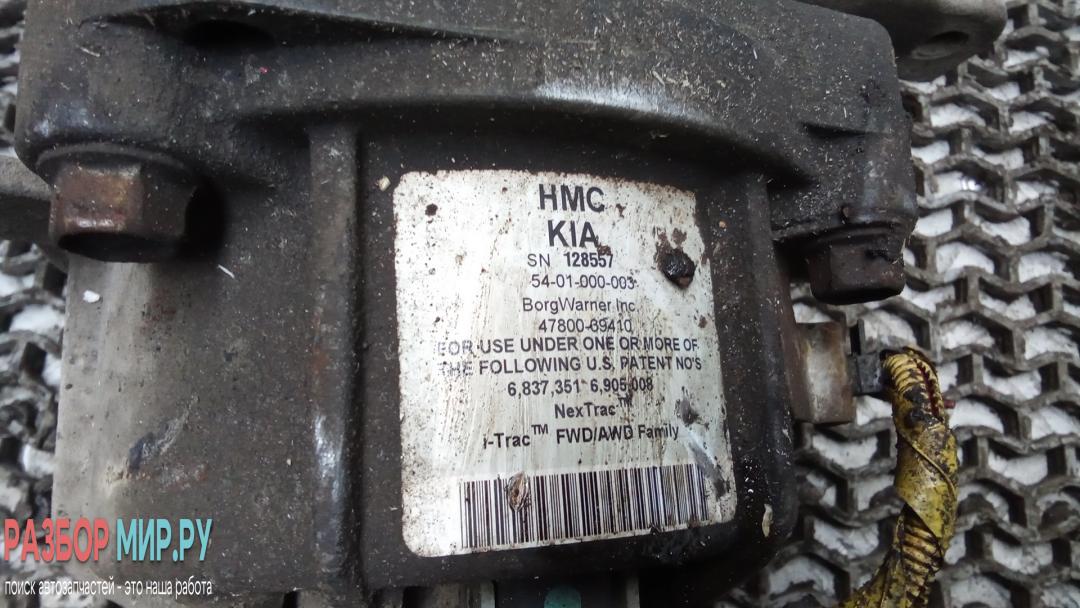 HMC
KIA
SN 128557
54-01-000-003
BorgWarner Inc
47800-39410
FOR USE UNDER ONE OR MORE OF
THE FOLLOWING U.S. PATENT NO'S
6,837,351 6,905,008
NexTrac™
i-Trac™ FWD/AWD Family
РАЗБОР МИР.РУ
поиск автозапчастей - это наша работа